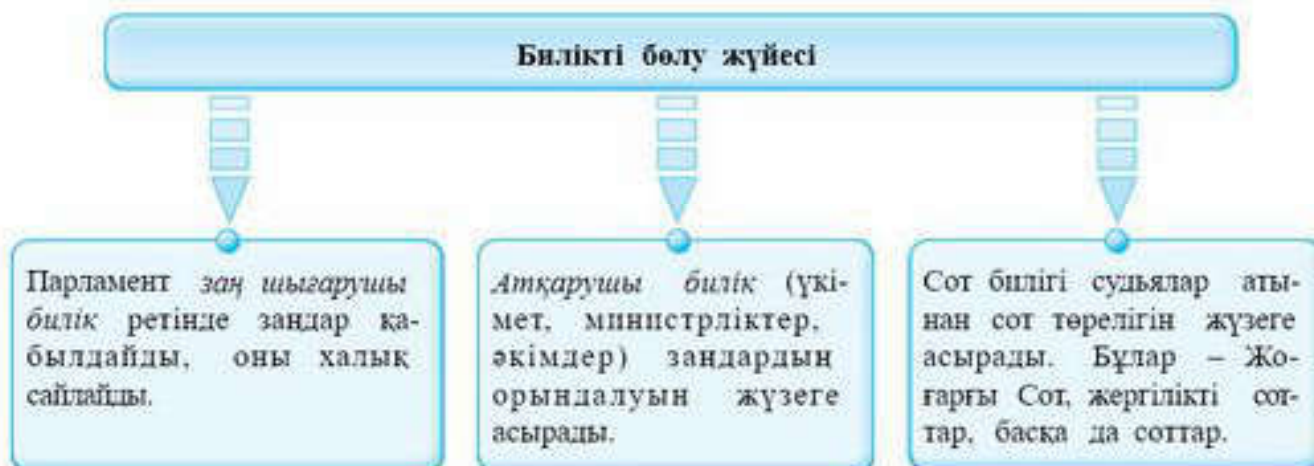 Билікті бөлу жүйесі
Парламент заң шығарушы
билік ретінде заңдар қа-
былдайды, оны халық
сайлайды.
Атқарушы билік (үкі-
мет, министрліктер,
әкімдер) заңдардың
орындалуын жүзеге
асырады.
Сот билігі судьялар аты-
нан сот төрелігін жүзеге
асырады. Бұлар – Жо-
ғарғы Сот, жергілікті сот-
тар, басқа да соттар.